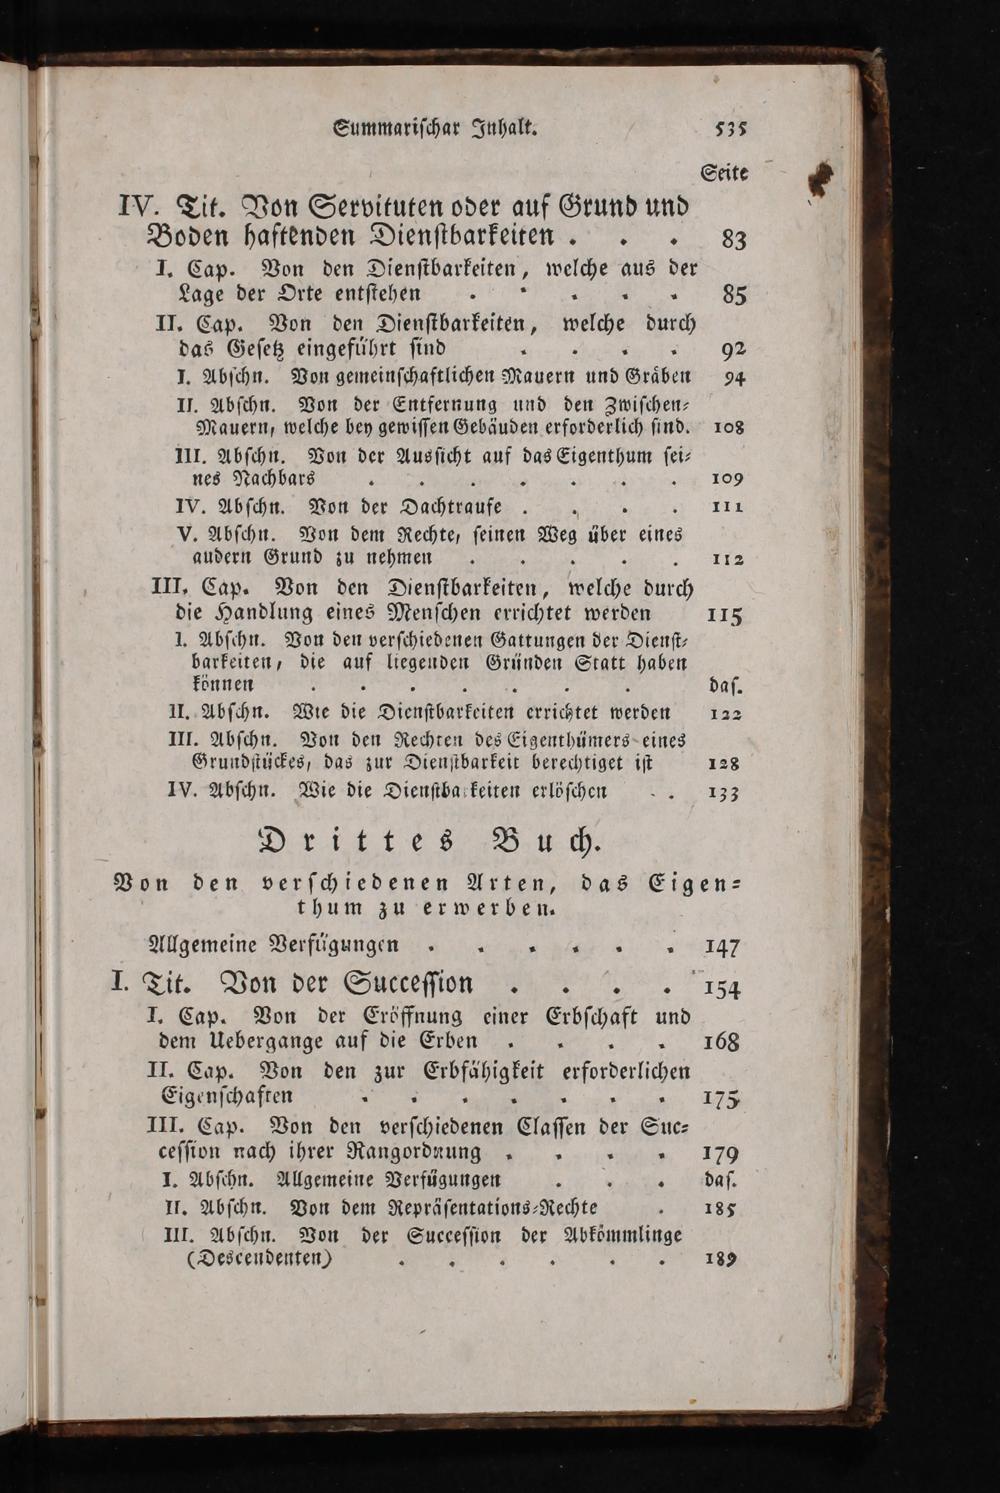 Summarischar Inhalt. 535
Seite
IV. Tit. Von Servituten oder auf Grund und
Boden haftenden Dienstbarkeiten . . . 83
I. Cap. Von den Dienstbarkeiten, welche aus der
Lage der Orte entstehen . . . . . 85
II. Cap. Von den Dienstbarkeiten, welche durch
das Gesetz eingeführt sind . . . . 92
I. Abschn. Von gemeinschaftlichen Mauern und Gräben 94
II. Abschn. Von der Entfernung und den Zwischen-
Mauern, welche bey gewissen Gebäuden erforderlich sind. 108
III. Abschn. Von der Aussicht auf das Eigenthum sei-
nes Nachbars . . . . . . . 109
IV. Abschn. Von der Dachtraufe . . . . 111
V. Abschn. Von dem Rechte, seinen Weg über eines
andern Grund zu nehmen . . . . . 112
III. Cap. Von den Dienstbarkeiten, welche durch
die Handlung eines Menschen errichtet werden 115
I. Abschn. Von den verschiedenen Gattungen der Dienst-
barkeiten, die auf liegenden Gründen Statt haben
können . . . . . . . das.
II. Abschn. Wie die Dienstbarkeiten errichtet werden 122
III. Abschn. Von den Rechten des Eigenthümers eines
Grundstückes, das zur Dienstbarkeit berechtiget ist 128
IV. Abschn. Wie die Dienstbarkeiten erlöschen . . 133
Drittes Buch.
Von den verschiedenen Arten, das Eigen-
thum zu erwerben.
Allgemeine Verfügungen . . . . . . 147
I. Tit. Von der Succession . . . . 154
I. Cap. Von der Eröffnung einer Erbschaft und
dem Uebergange auf die Erben . . . . 168
II. Cap. Von den zur Erbfähigkeit erforderlichen
Eigenschaften . . . . . . . 175
III. Cap. Von den verschiedenen Classen der Suc-
cession nach ihrer Rangordnung . . . . 179
I. Abschn. Allgemeine Verfügungen . . . das.
II. Abschn. Von dem Repräsentations-Rechte . 185
III. Abschn. Von der Succession der Abkömmlinge
(Descendenten) . . . . . . 189